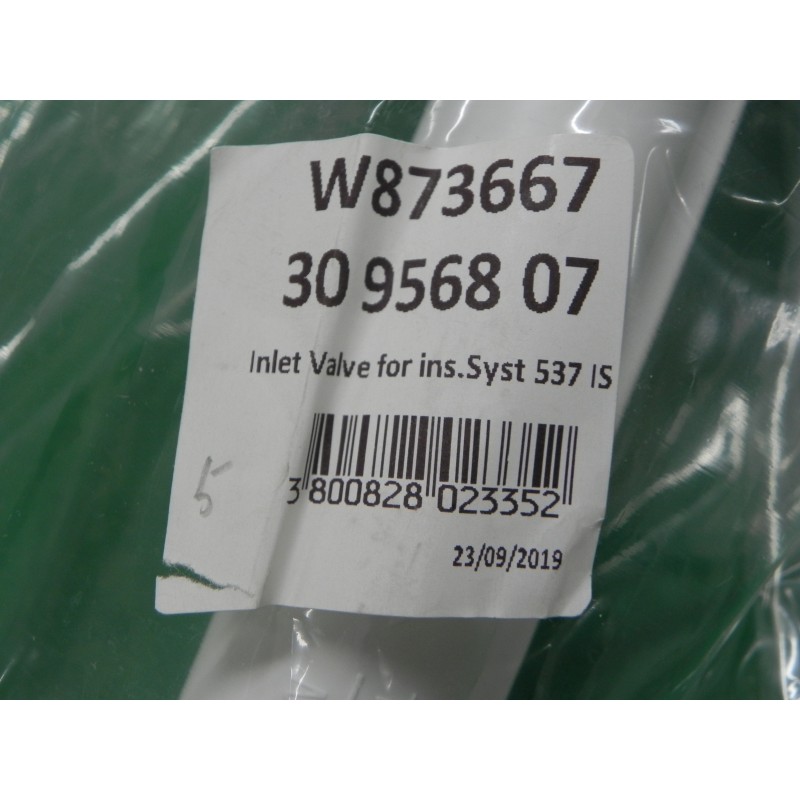 W873667
30 9568 07
Inlet Valve for ins.Syst 537 IS
5
3 800828 023352
23/09/2019